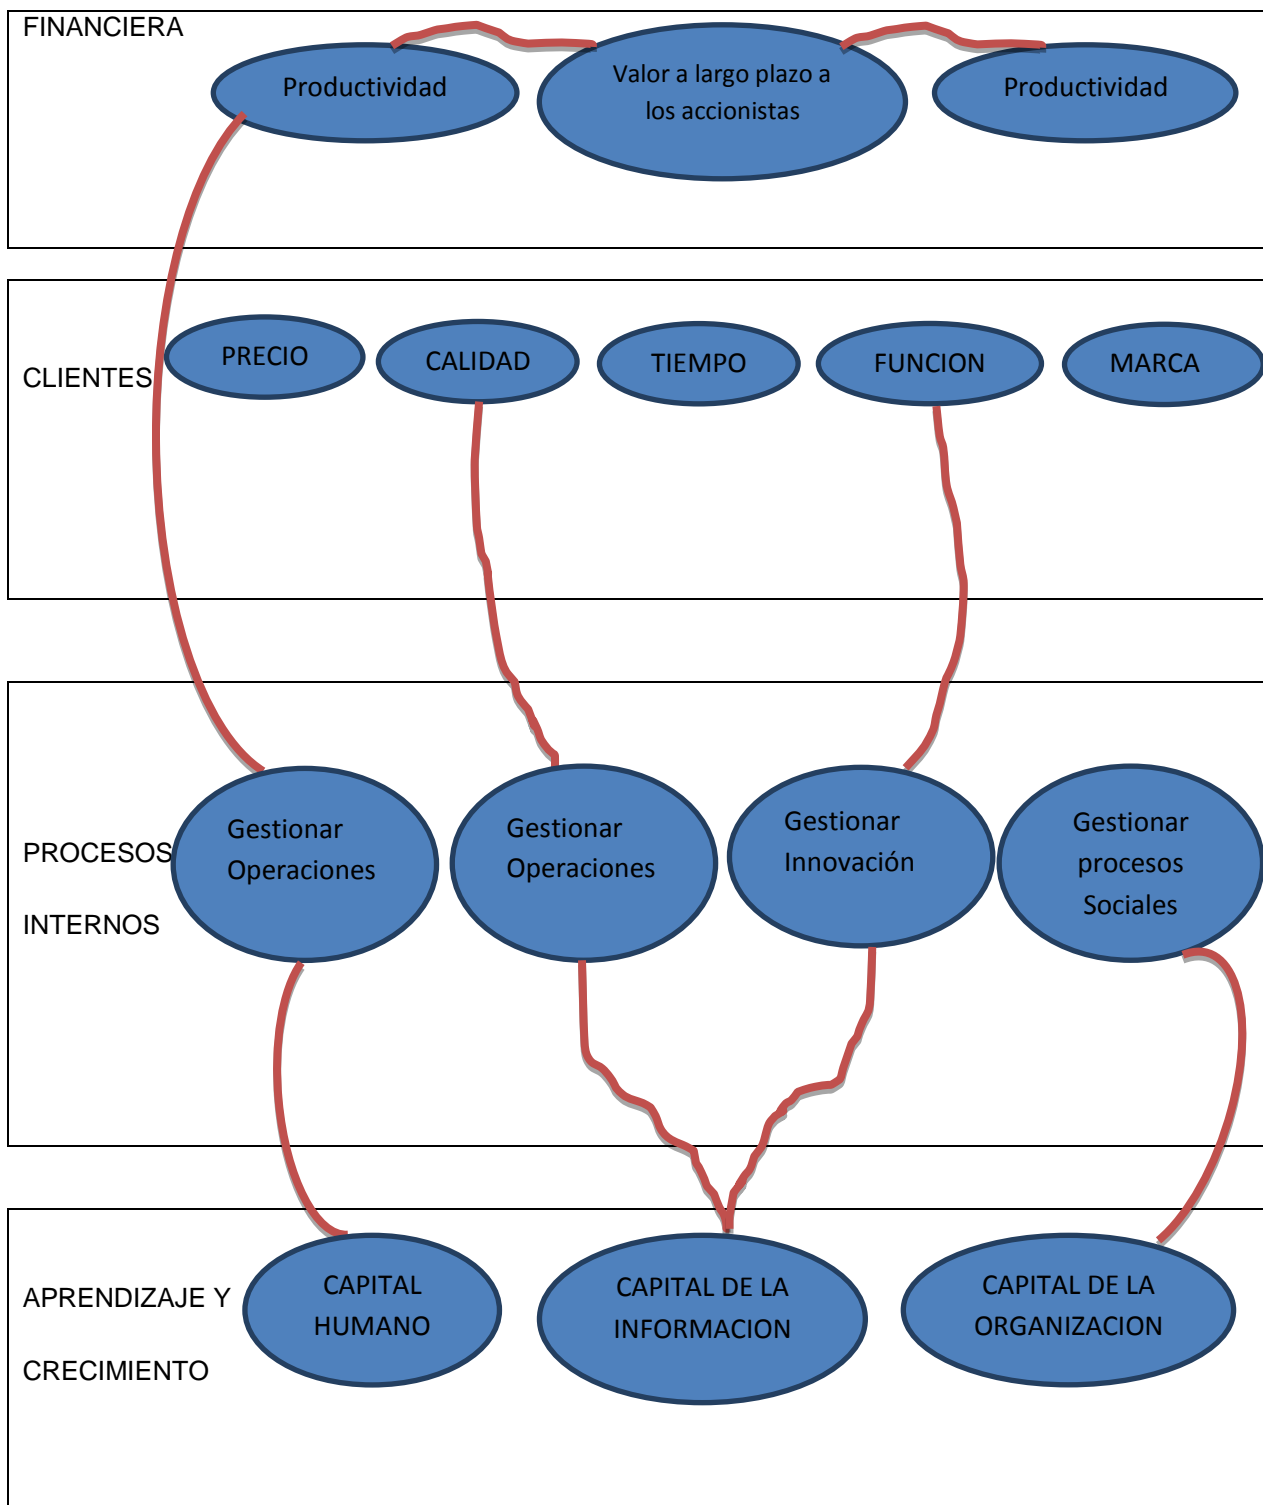 FINANCIERA
Productividad
Valor a largo plazo a
los accionistas
Productividad
CLIENTES
PRECIO
CALIDAD
TIEMPO
FUNCION
MARCA
PROCESOS
INTERNOS
Gestionar
Operaciones
Gestionar
Operaciones
Gestionar
Innovación
Gestionar
procesos
Sociales
APRENDIZAJE Y
CRECIMIENTO
CAPITAL
HUMANO
CAPITAL DE LA
INFORMACION
CAPITAL DE LA
ORGANIZACION